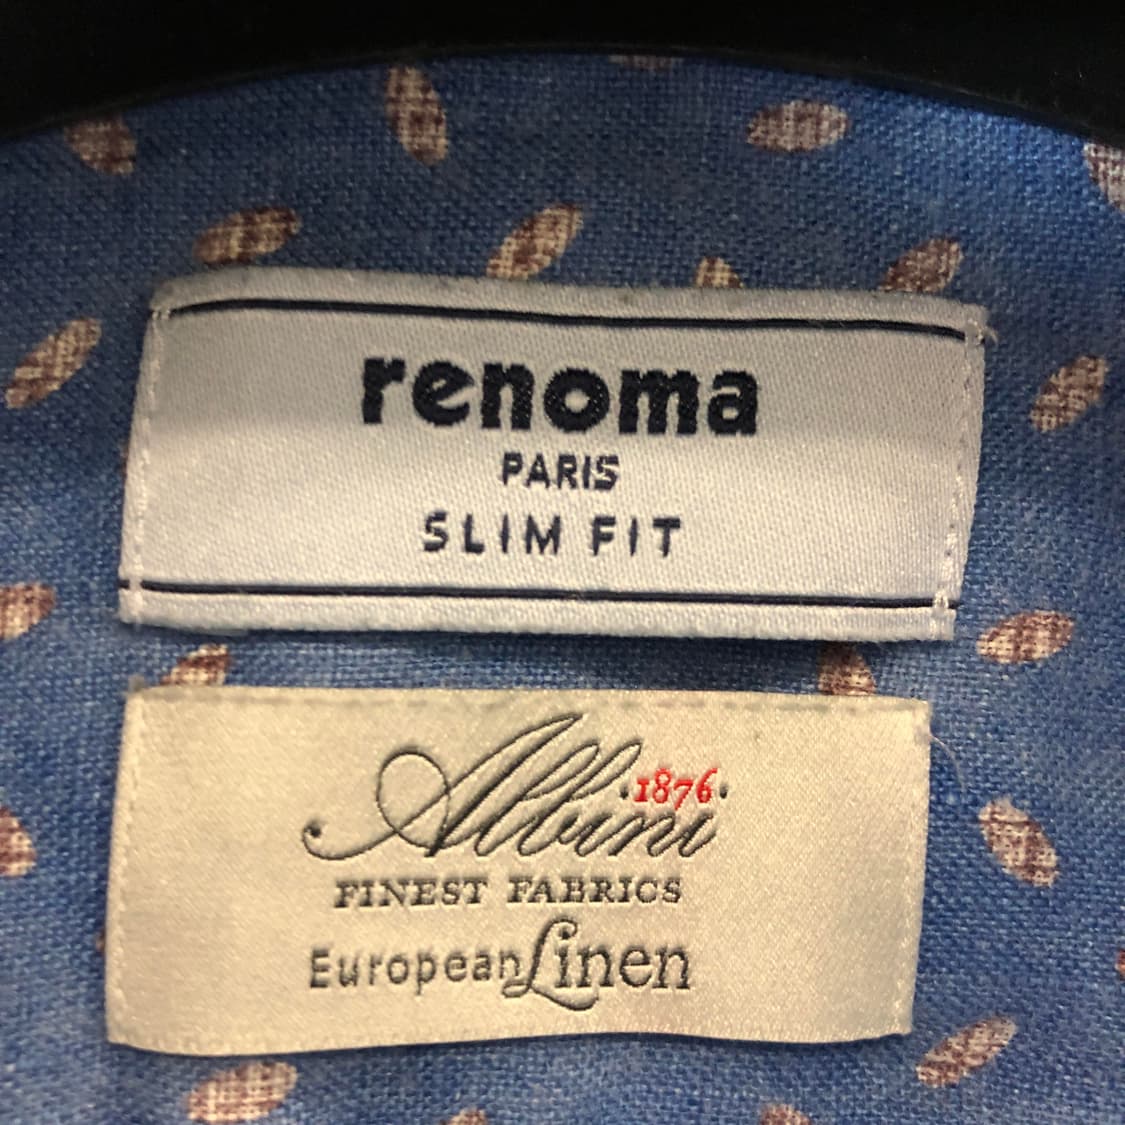 renoma
PARIS
SLIM FIT
Albini
·1876·
FINEST FABRICS
European Linen